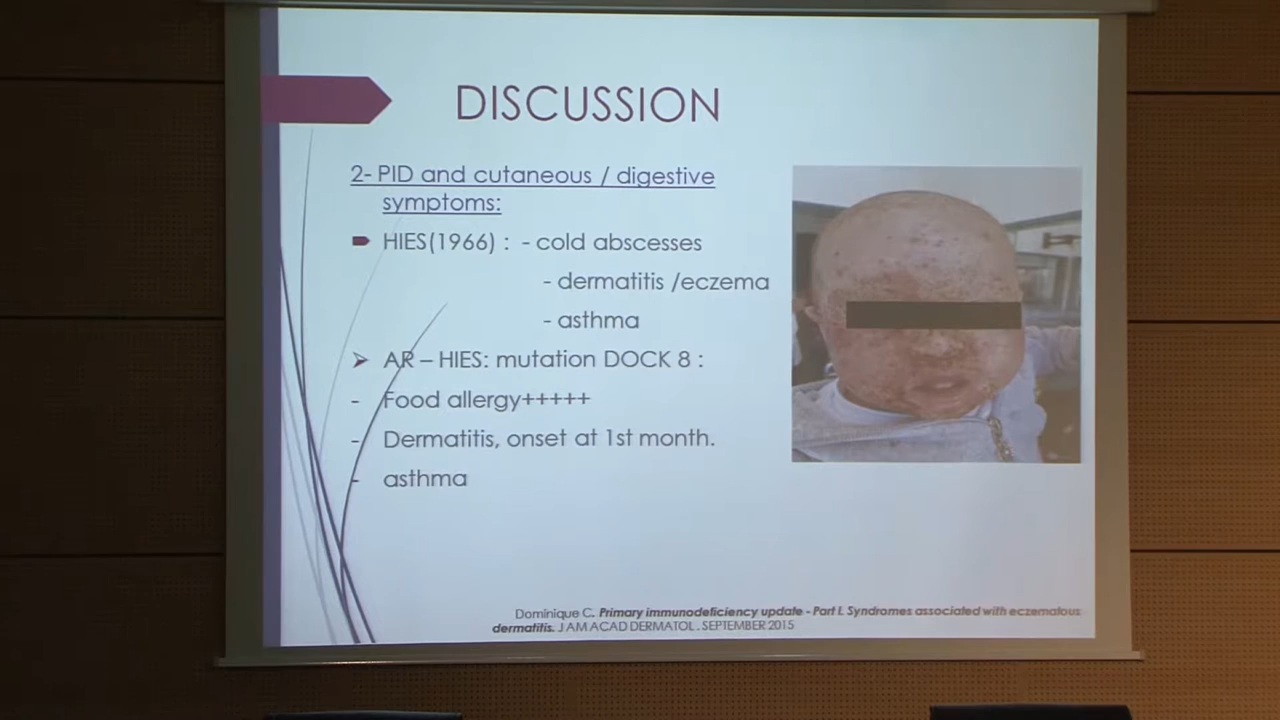 DISCUSSION
2- PID and cutaneous / digestive
symptoms:
HIES(1966) : - cold abscesses
- dermatitis /eczema
- asthma
AR – HIES: mutation DOCK 8 :
- Food allergy+++++
- Dermatitis, onset at 1st month.
- asthma
Dominique C. Primary immunodeficiency update - Part I. Syndromes associated with eczematous
dermatitis. J AM ACAD DERMATOL . SEPTEMBER 2015